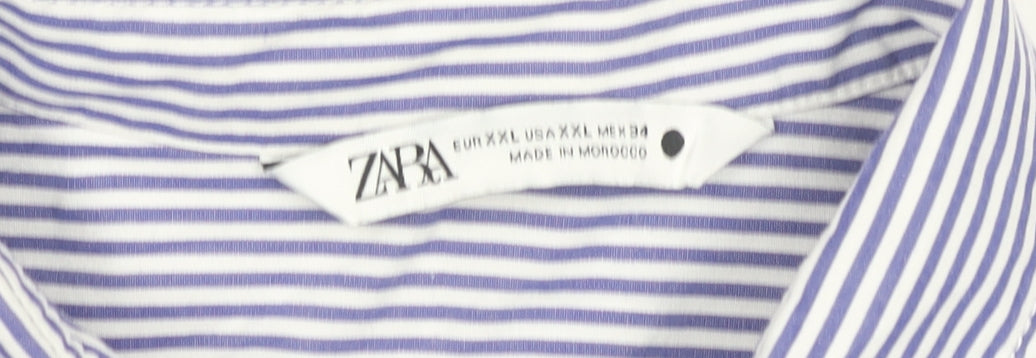 ZARA
EUR XXL USA XXL MEX 34
MADE IN MOROCCO